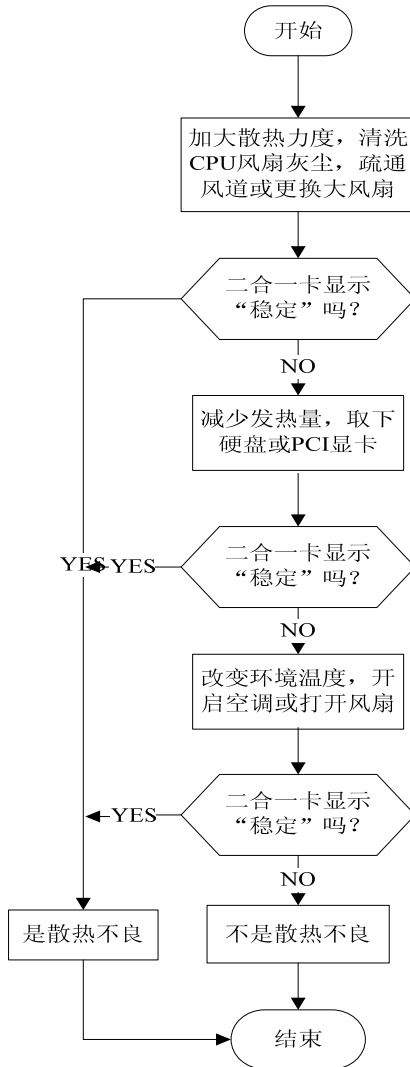 开始
加大散热力度，清洗
CPU风扇灰尘，疏通
风道或更换大风扇
二合一卡显示
“稳定”吗？
NO
减少发热量，取下
硬盘或PCI显卡
二合一卡显示
“稳定”吗？
YES
YES
NO
改变环境温度，开
启空调或打开风扇
二合一卡显示
“稳定”吗？
YES
NO
是散热不良
不是散热不良
结束